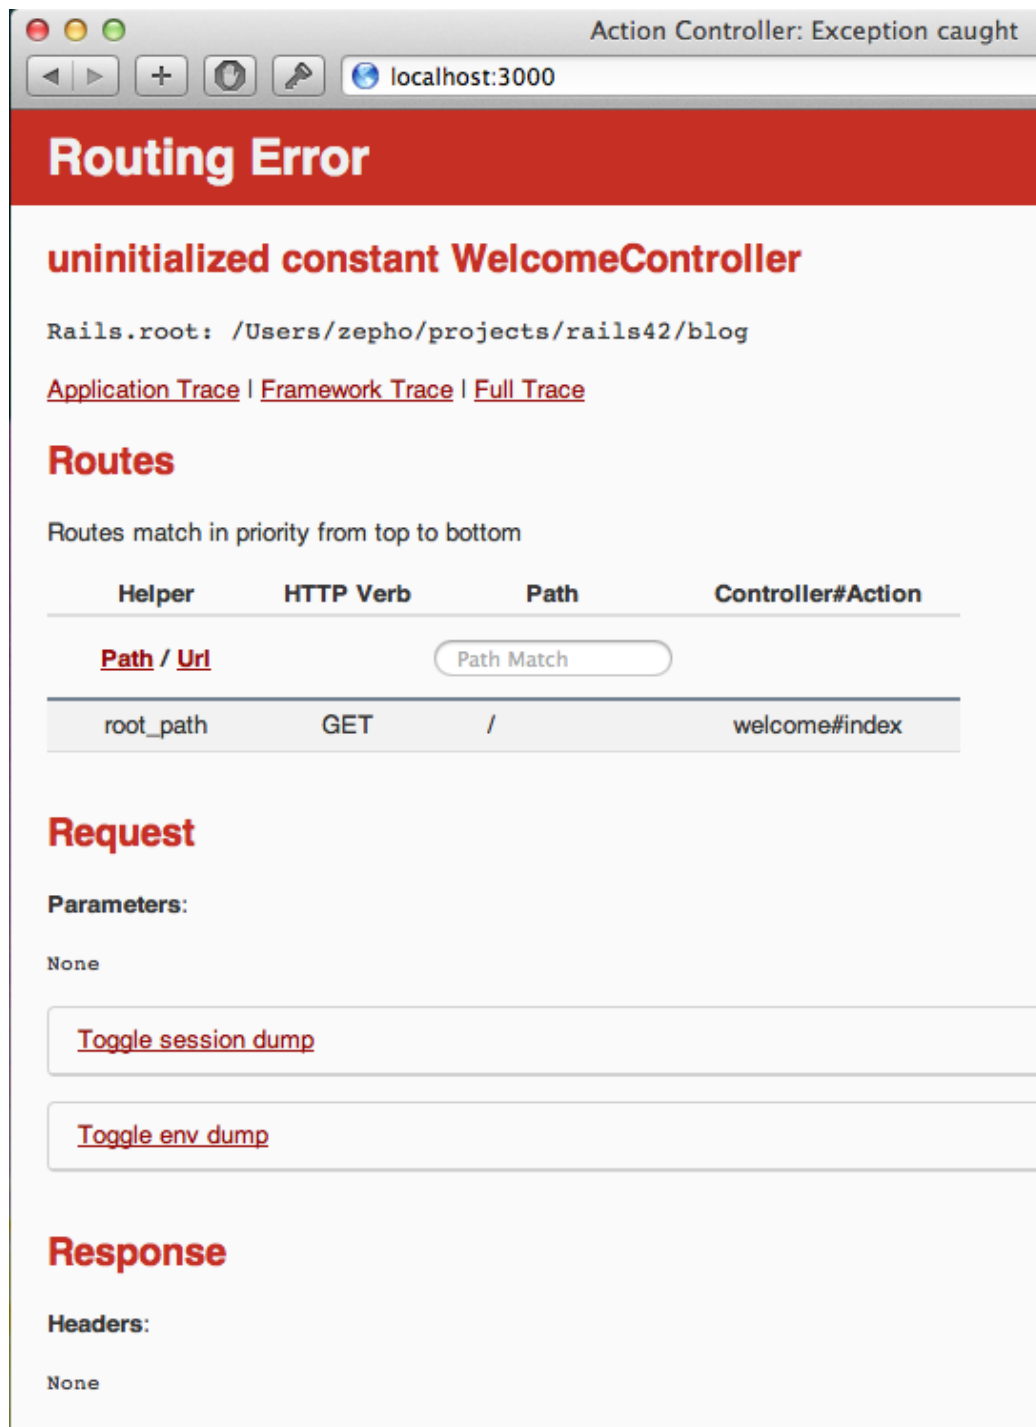 Action Controller: Exception caught
localhost:3000
Routing Error
uninitialized constant WelcomeController
Rails.root: /Users/zepho/projects/rails42/blog
Application Trace | Framework Trace | Full Trace
Routes
Routes match in priority from top to bottom
Helper HTTP Verb Path Controller#Action
Path / Url Path Match
root_path GET / welcome#index
Request
Parameters:
None
Toggle session dump
Toggle env dump
Response
Headers:
None